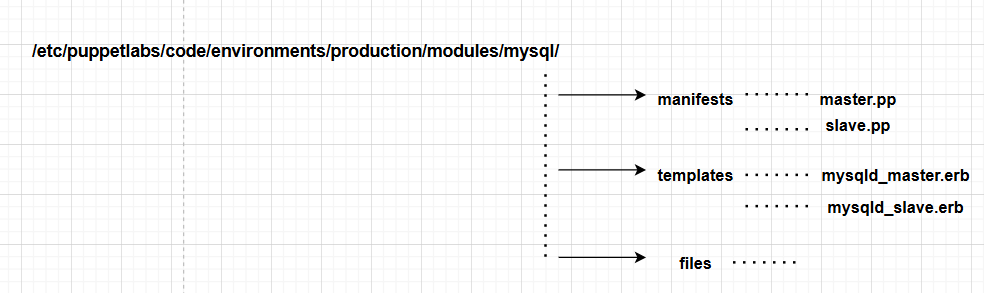 /etc/puppetlabs/code/environments/production/modules/mysql/
manifests master.pp
slave.pp
templates mysqld_master.erb
mysqld_slave.erb
files